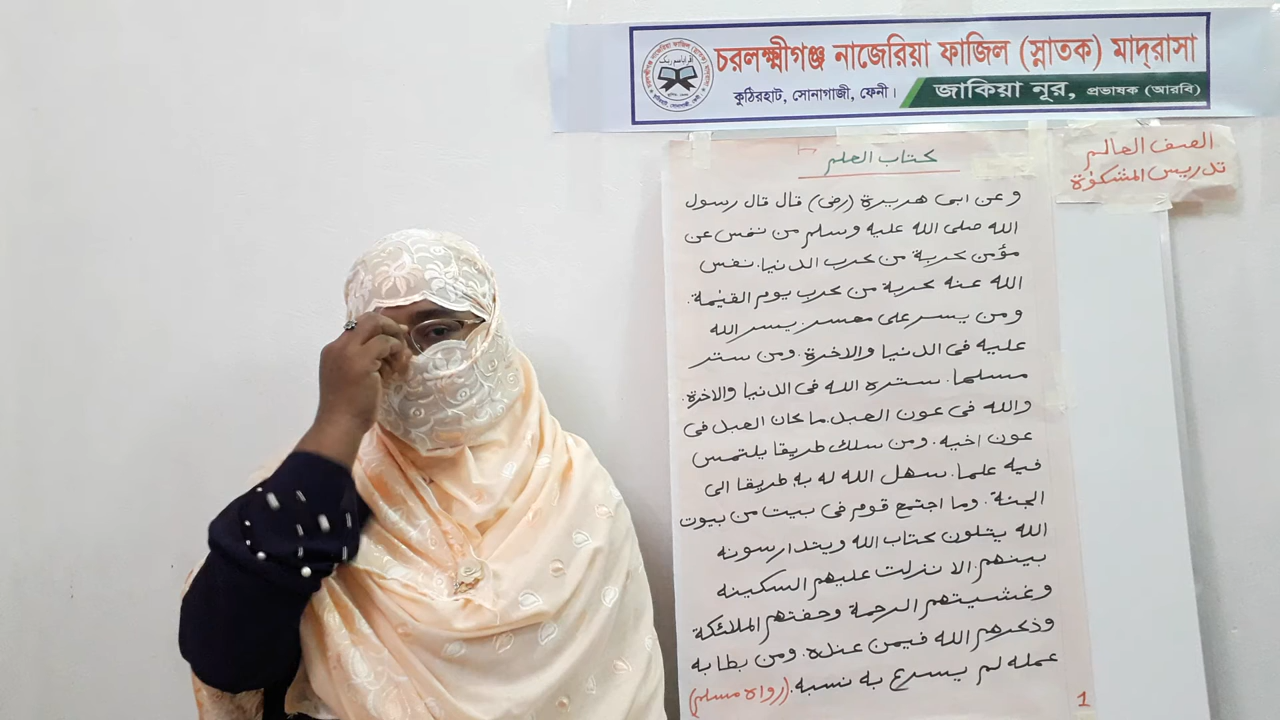 চরলক্ষ্মীগঞ্জ নাজেরিয়া ফাজিল (স্নাতক) মাদ্‌রাসা
কুঠিরহাট, সোনাগাজী, ফেনী।
জাকিয়া নূর, প্রভাষক (আরবি)
الصف العالم
تدريس المشكوٰة
كتاب العلم
وعن ابى هريرة (رض) قال قال رسول
الله صلى الله عليه وسلم من نفس عن
مؤمن كربة من كرب الدنيا. نفس
الله عنه كربة من كرب يوم القيٰمة.
ومن يسر على معسر. يسر الله
عليه فى الدنيا والاخرة. ومن ستر
مسلما. ستره الله فى الدنيا والاخرة.
والله فى عون العبد. ما كان العبد فى
عون اخيه. ومن سلك طريقا يلتمس
فيه علما. سهل الله له به طريقا الى
الجنة. وما اجتمع قوم فى بيت من بيوت
الله يتلون كتاب الله ويتدارسونه
بينهم. الا نزلت عليهم السكينه
وغشيتهم الرحمة وحفتهم الملائكة
وذكرهم الله فيمن عنده. ومن بطا به
عمله لم يسرع به نسبه. (رواه مسلم)
1